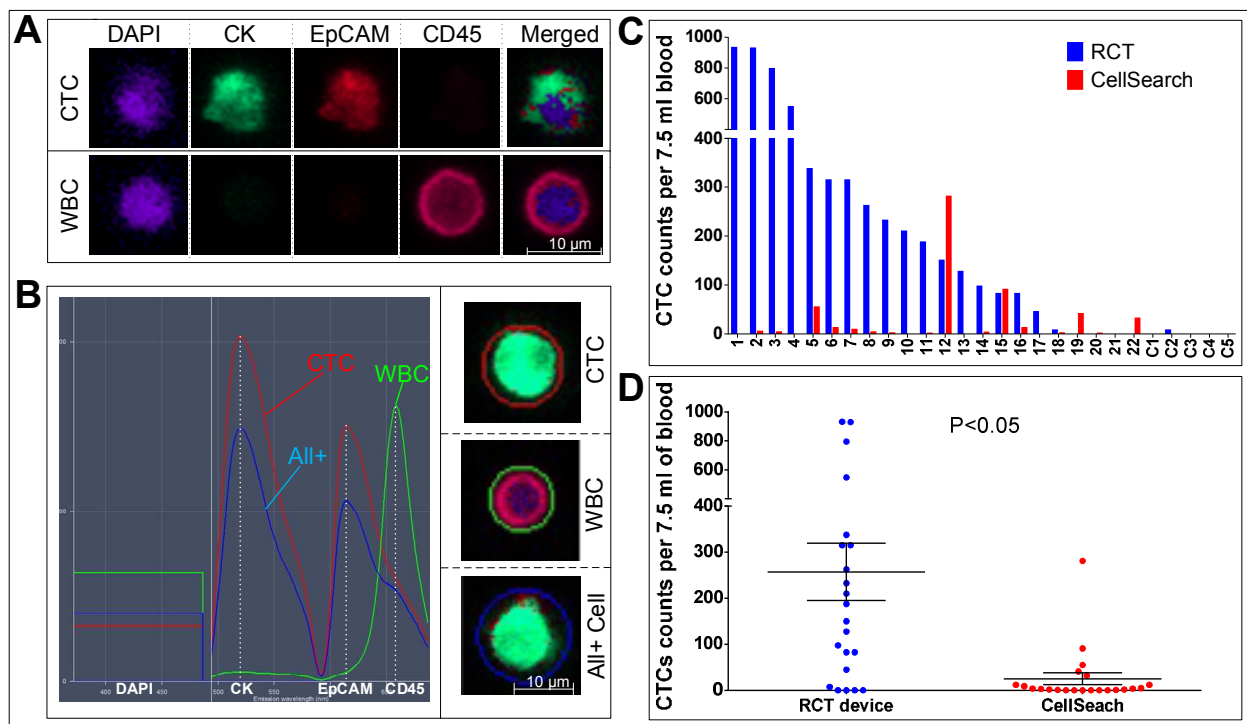 A
DAPI CK EpCAM CD45 Merged
CTC
WBC
10 µm
B
CTC
WBC
All+
400 450 500 550
DAPI CK EpCAM CD45
Emission wavelength (nm)
CTC
WBC
All+ Cell
10 µm
C
CTC counts per 7.5 ml blood
1000
800
600
400
300
200
100
0
RCT
CellSearch
1 2 3 4 5 6 7 8 9 10 11 12 13 14 15 16 17 18 19 20 21 22 C1 C2 C3 C4 C5
D
CTCs counts per 7.5 ml of blood
1000
800
600
400
300
200
100
0
P<0.05
RCT device CellSeach